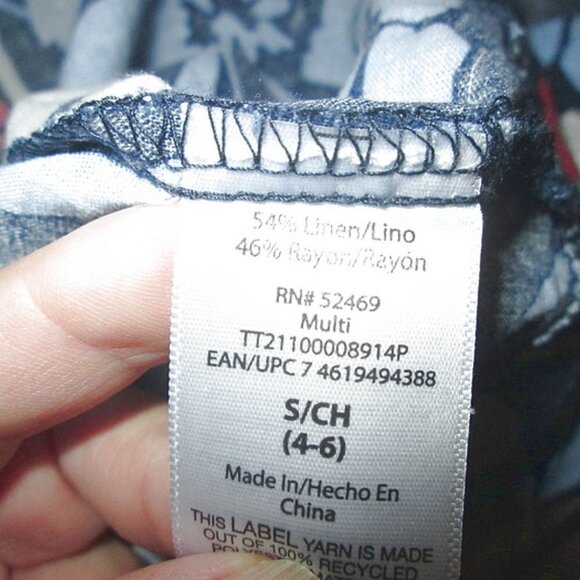 54% Linen/Lino
46% Rayon/Rayón
RN# 52469
Multi
TT21100008914P
EAN/UPC 7 4619494388
S/CH
(4-6)
Made In/Hecho En
China
THIS LABEL YARN IS MADE
OUT OF 100% RECYCLED